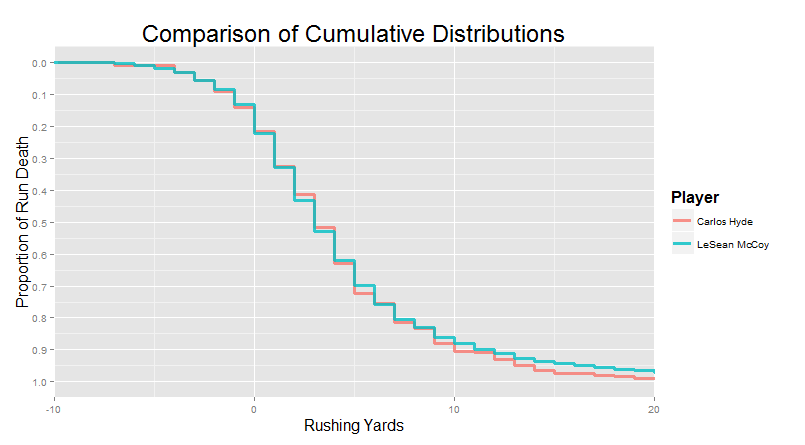 Comparison of Cumulative Distributions
Proportion of Run Death
0.0
0.1
0.2
0.3
0.4
0.5
0.6
0.7
0.8
0.9
1.0
-10
0
10
20
Rushing Yards
Player
Carlos Hyde
LeSean McCoy